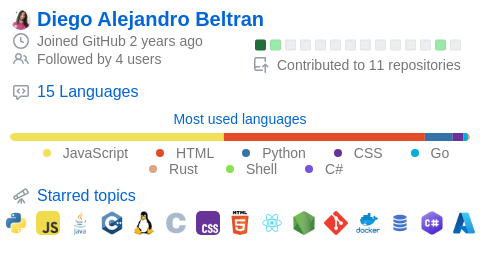 Diego Alejandro Beltran
Joined GitHub 2 years ago
Followed by 4 users
Contributed to 11 repositories
15 Languages
Most used languages
JavaScript HTML Python CSS Go
Rust Shell C#
Starred topics
JS Java C++ C CSS HTML 5 docker C#